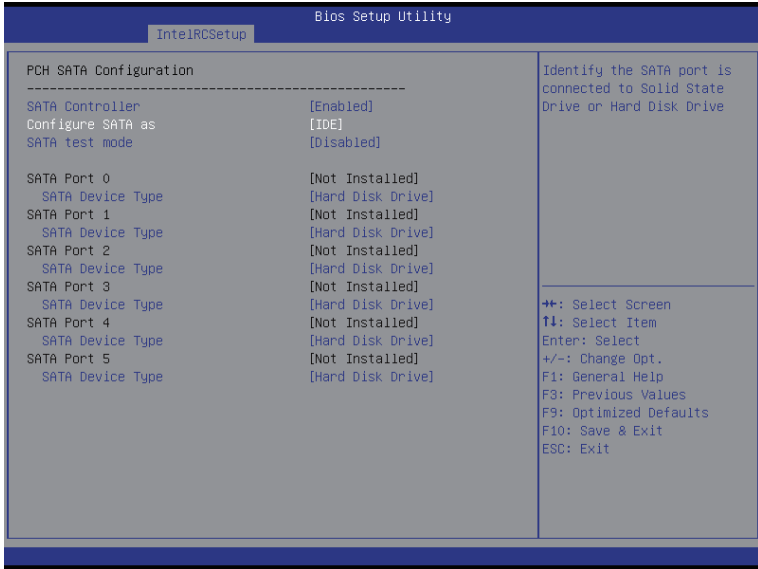 Bios Setup Utility
IntelRCSetup
PCH SATA Configuration
------------------------------------------------
SATA Controller [Enabled]
Configure SATA as [IDE]
SATA test mode [Disabled]
SATA Port 0 [Not Installed]
SATA Device Type [Hard Disk Drive]
SATA Port 1 [Not Installed]
SATA Device Type [Hard Disk Drive]
SATA Port 2 [Not Installed]
SATA Device Type [Hard Disk Drive]
SATA Port 3 [Not Installed]
SATA Device Type [Hard Disk Drive]
SATA Port 4 [Not Installed]
SATA Device Type [Hard Disk Drive]
SATA Port 5 [Not Installed]
SATA Device Type [Hard Disk Drive]
Identify the SATA port is
connected to Solid State
Drive or Hard Disk Drive
→←: Select Screen
↑↓: Select Item
Enter: Select
+/-: Change Opt.
F1: General Help
F3: Previous Values
F9: Optimized Defaults
F10: Save & Exit
ESC: Exit